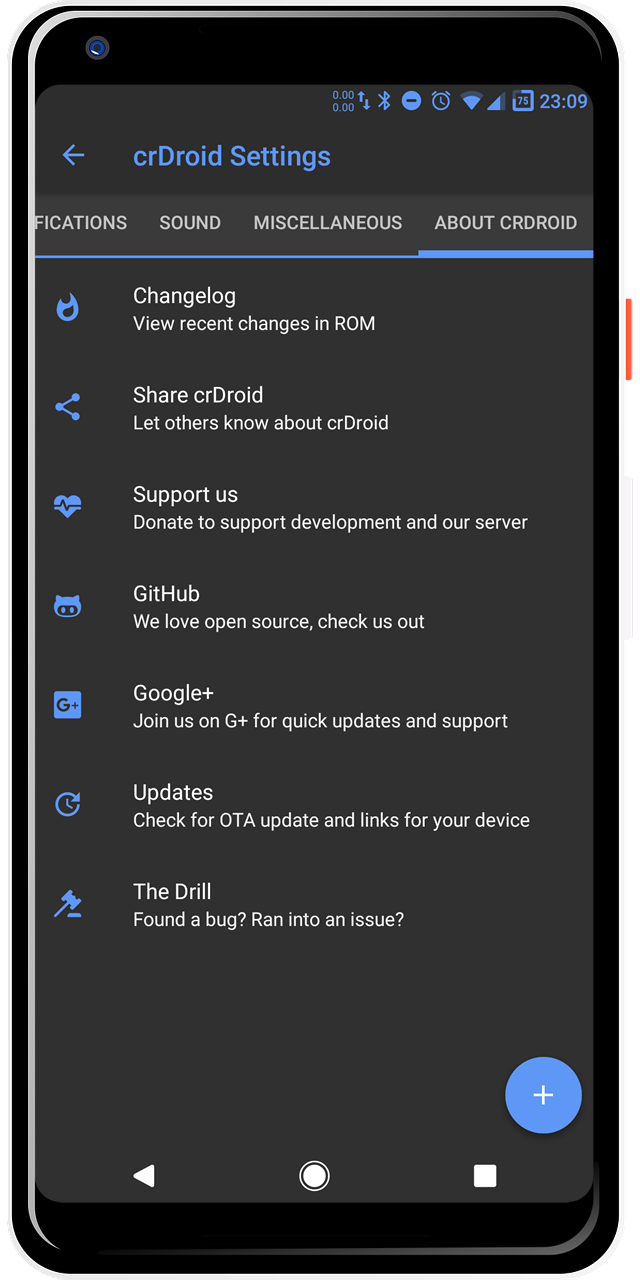 0.00
0.00
75 23:09
crDroid Settings
FICATIONS SOUND MISCELLANEOUS ABOUT CRDROID
Changelog
View recent changes in ROM
Share crDroid
Let others know about crDroid
Support us
Donate to support development and our server
GitHub
We love open source, check us out
G+
Google+
Join us on G+ for quick updates and support
Updates
Check for OTA update and links for your device
The Drill
Found a bug? Ran into an issue?
+